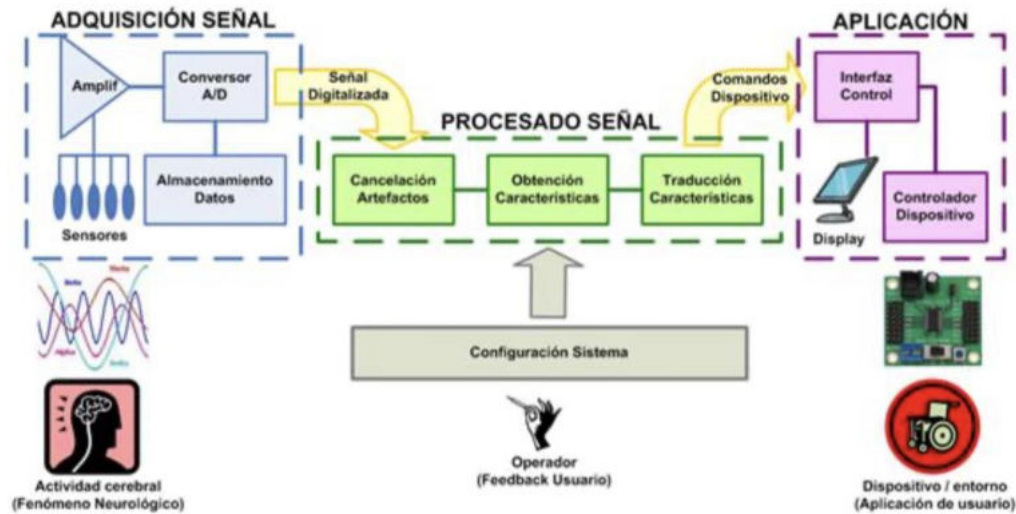 ADQUISICIÓN SEÑAL
Amplif
Conversor
A/D
Almacenamiento
Datos
Sensores
Señal
Digitalizada
PROCESADO SEÑAL
Cancelación
Artefactos
Obtención
Características
Traducción
Características
Comandos
Dispositivo
APLICACIÓN
Interfaz
Control
Controlador
Dispositivo
Display
Configuración Sistema
Operador
(Feedback Usuario)
Actividad cerebral
(Fenómeno Neurológico)
Dispositivo / entorno
(Aplicación de usuario)